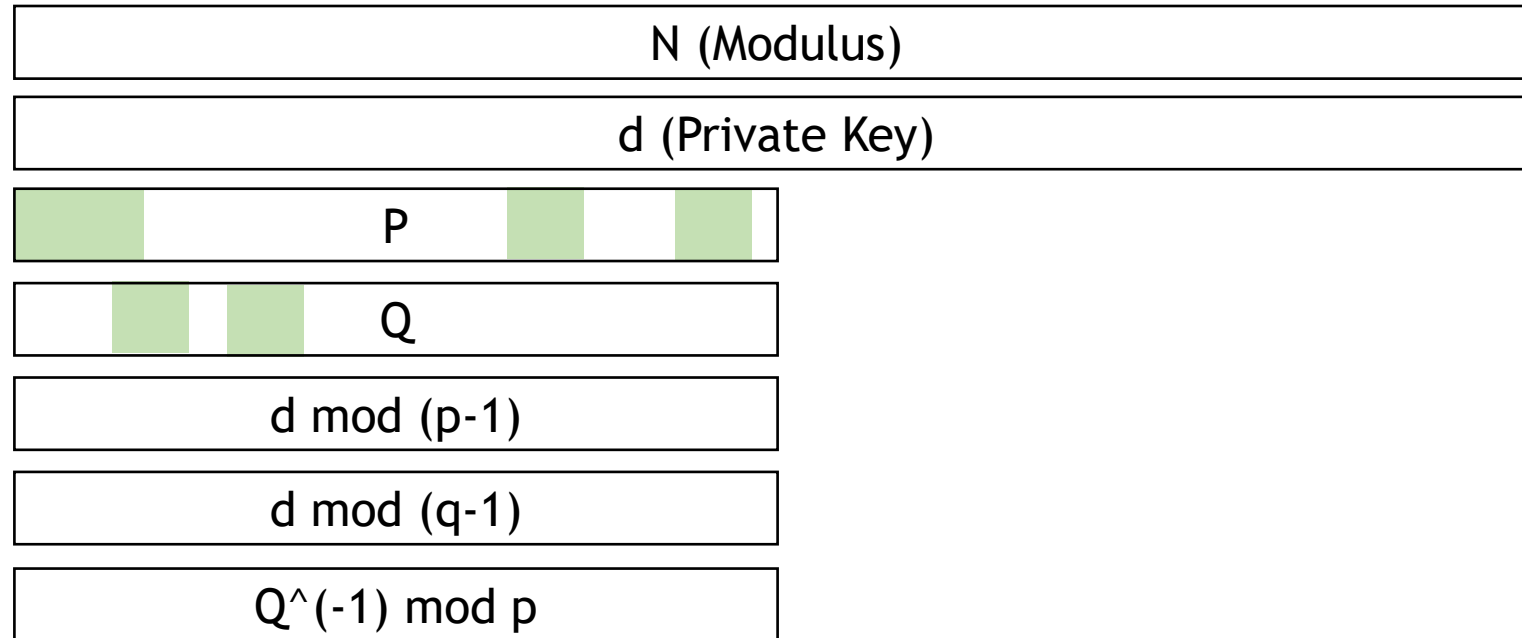 N (Modulus)
d (Private Key)
P
Q
d mod (p-1)
d mod (q-1)
Q^(-1) mod p